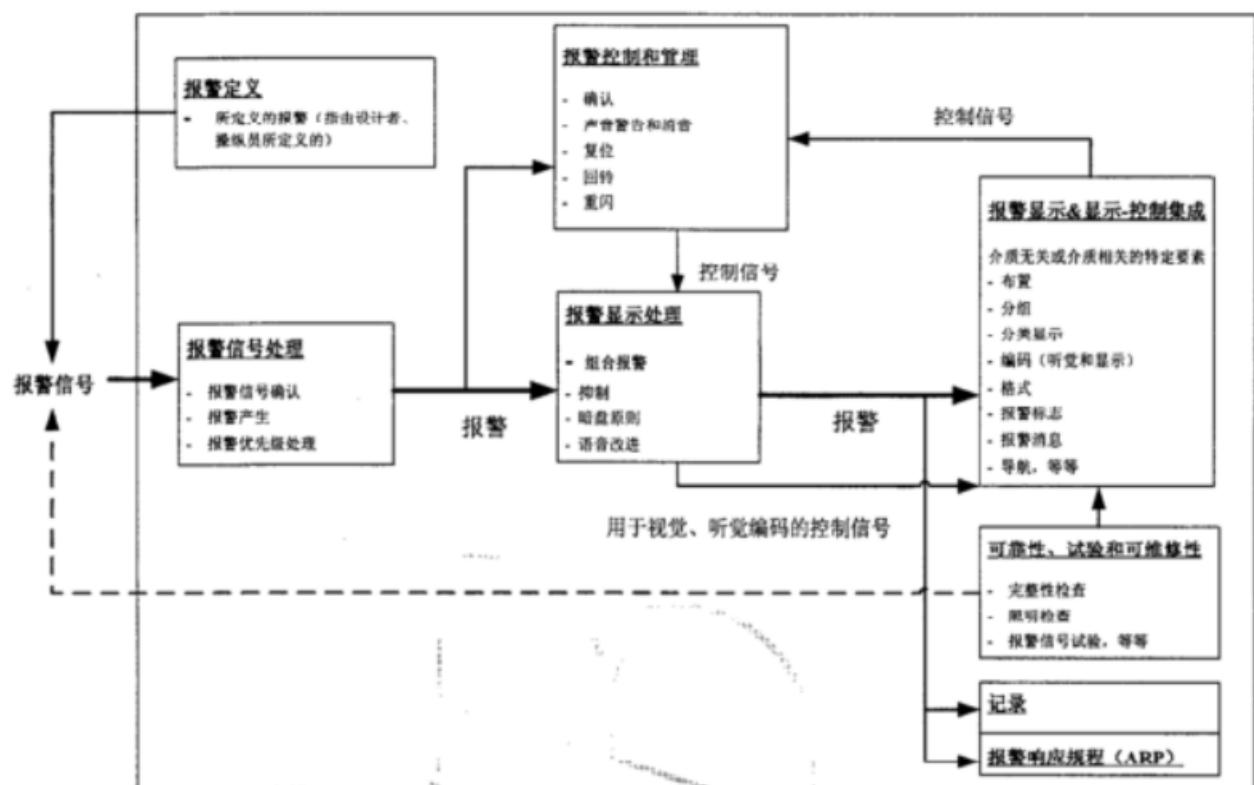 报警定义
- 所定义的报警（指由设计者、
操纵员所定义的）
报警控制和管理
- 确认
- 声音警告和消音
- 复位
- 回铃
- 重闪
控制信号
报警显示&显示-控制集成
介质无关或介质相关的特定要素
- 布置
- 分组
- 分类显示
- 编码（听觉和显示）
- 格式
- 报警标志
- 报警消息
- 导航，等等
控制信号
报警信号
报警信号处理
- 报警信号确认
- 报警产生
- 报警优先级处理
报警
报警显示处理
- 组合报警
- 抑制
- 暗盘原则
- 语音改进
报警
用于视觉、听觉编码的控制信号
可靠性、试验和可维修性
- 完整性检查
- 照明检查
- 报警信号试验，等等
记录
报警响应规程（ARP）